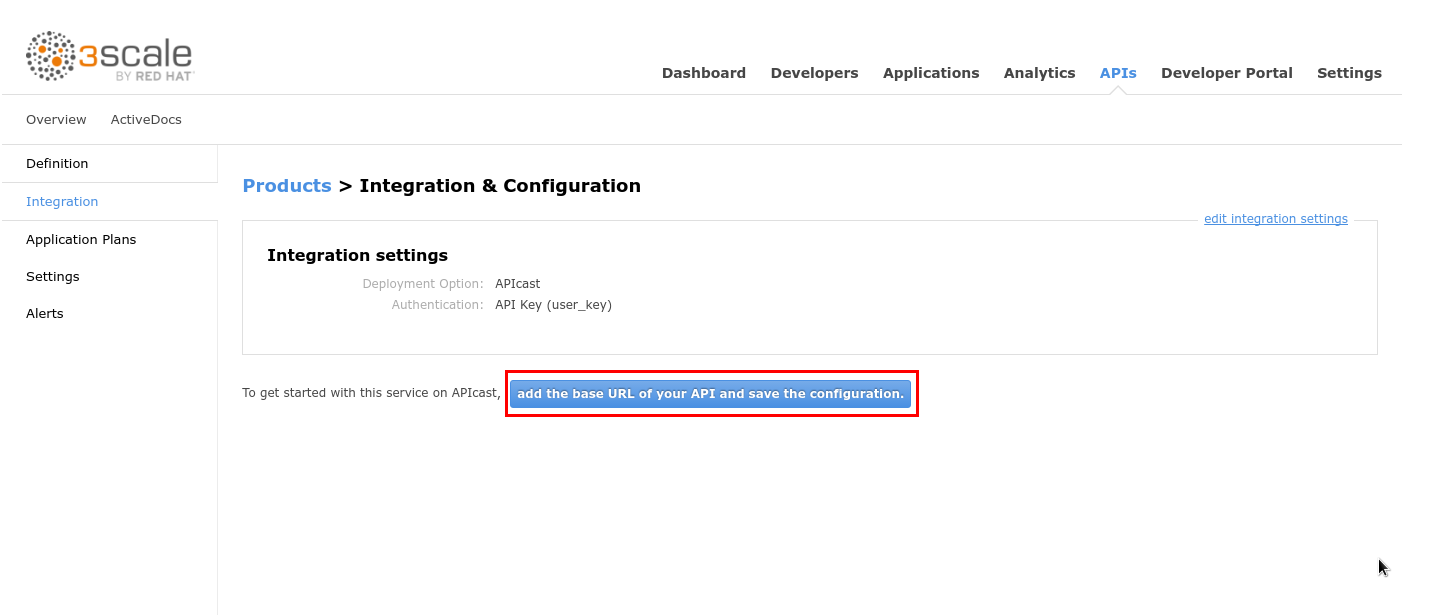 3scale
BY RED HAT
Dashboard Developers Applications Analytics APIs Developer Portal Settings
Overview ActiveDocs
Definition
Integration
Application Plans
Settings
Alerts
Products > Integration & Configuration
edit integration settings
Integration settings
Deployment Option: APIcast
Authentication: API Key (user_key)
To get started with this service on APIcast, add the base URL of your API and save the configuration.